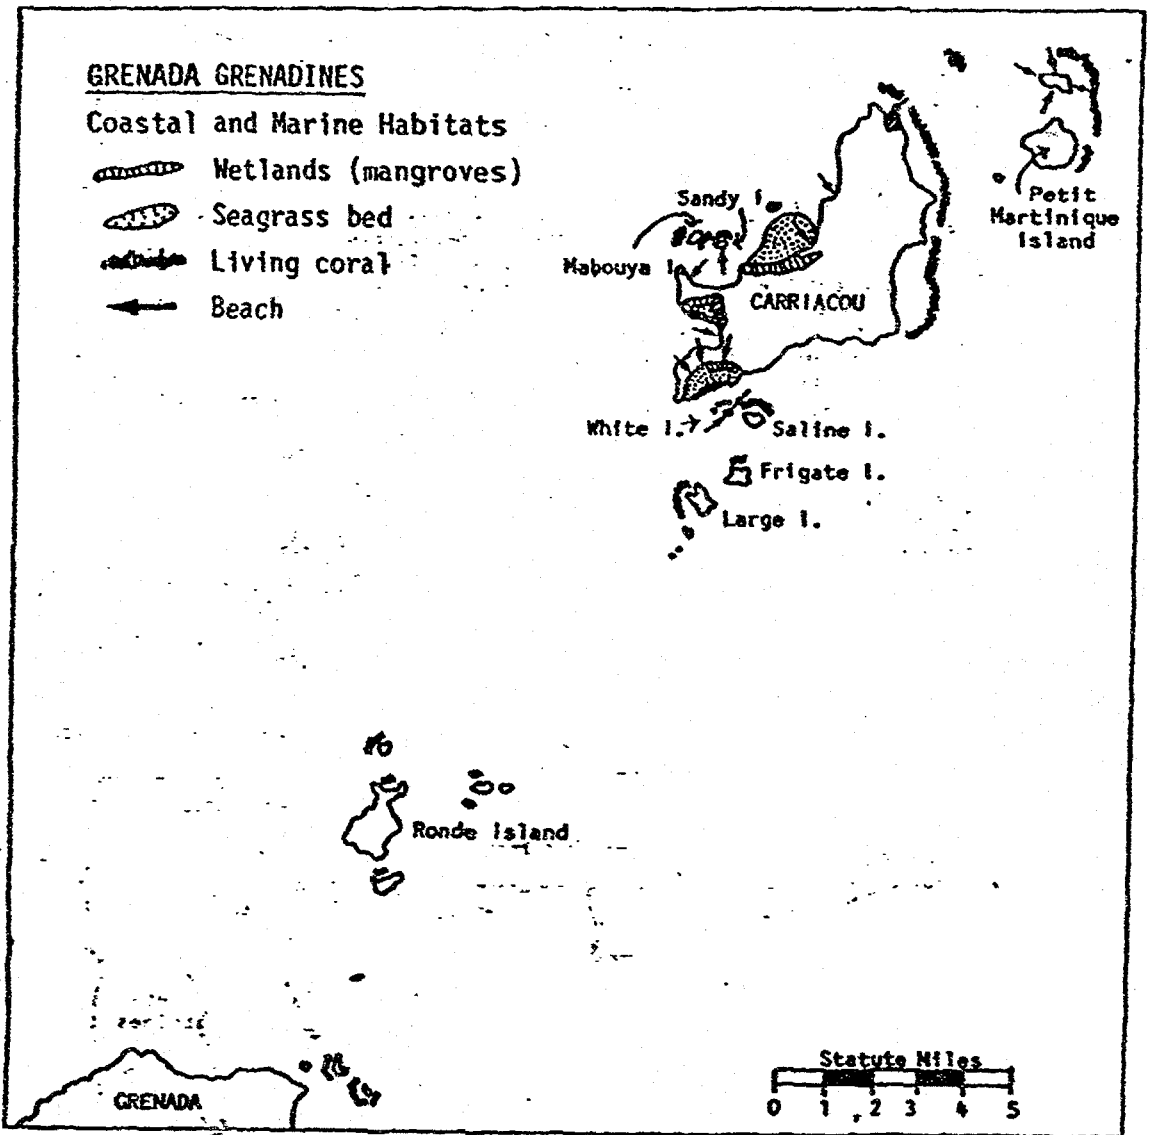 GRENADA GRENADINES
Coastal and Marine Habitats
Wetlands (mangroves)
Seagrass bed
Living coral
Beach
Sandy I.
Mabouya I.
CARRIACOU
Petit
Martinique
Island
White I.
Saline I.
Frigate I.
Large I.
Ronde Island
GRENADA
Statute Miles
0 1 2 3 4 5